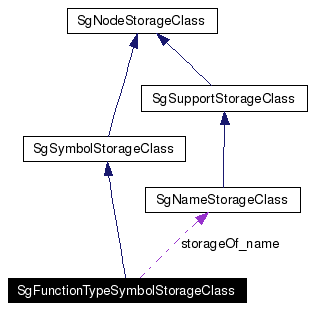 SgNodeStorageClass
SgSupportStorageClass
SgSymbolStorageClass
SgNameStorageClass
storageOf_name
SgFunctionTypeSymbolStorageClass